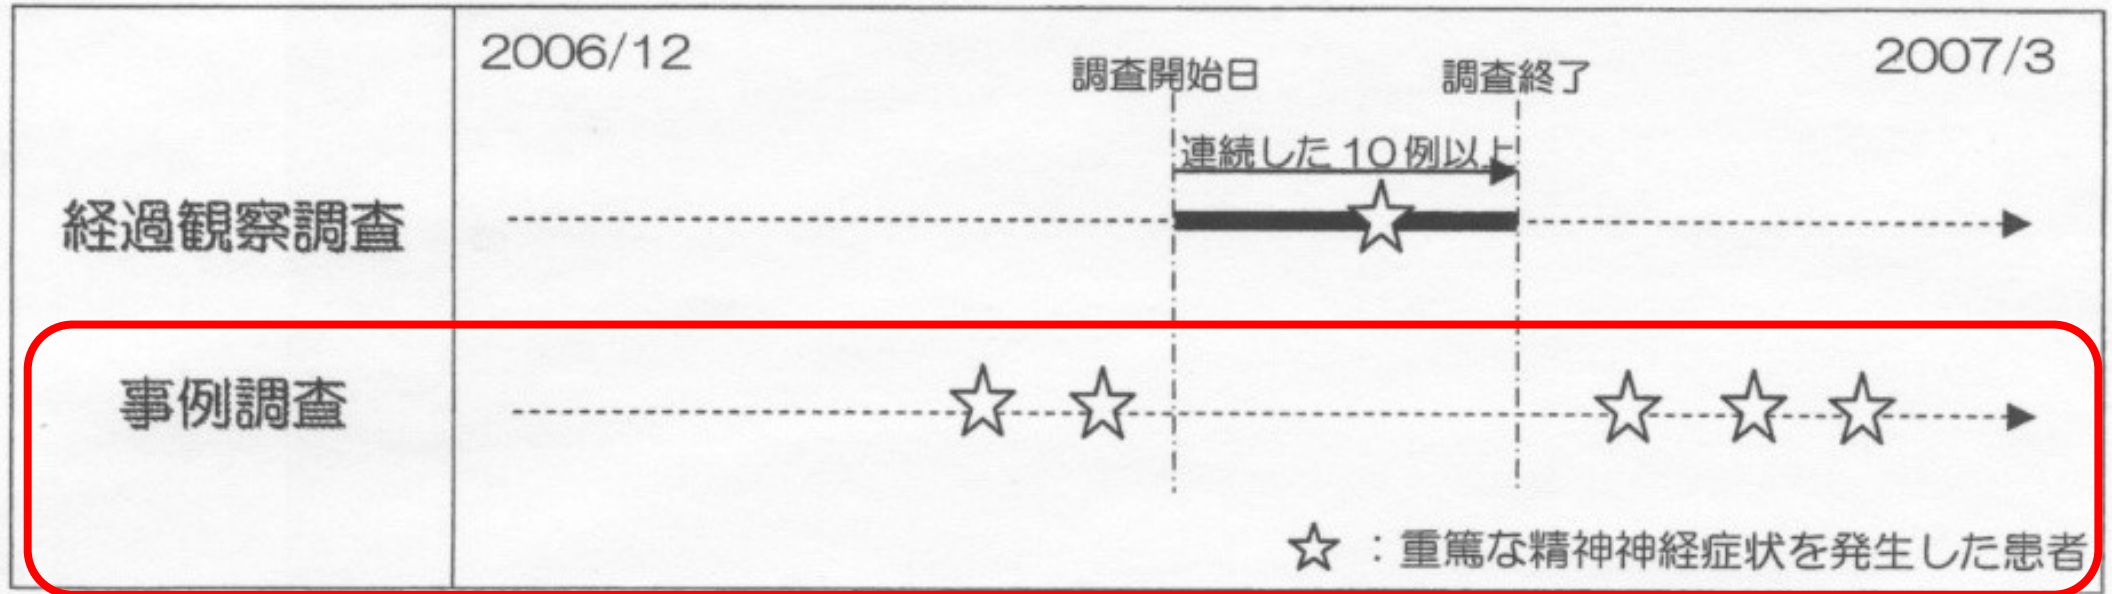 2006/12
2007/3
調査開始日
調査終了
連続した10例以上
経過観察調査
事例調査
☆：重篤な精神神経症状を発生した患者